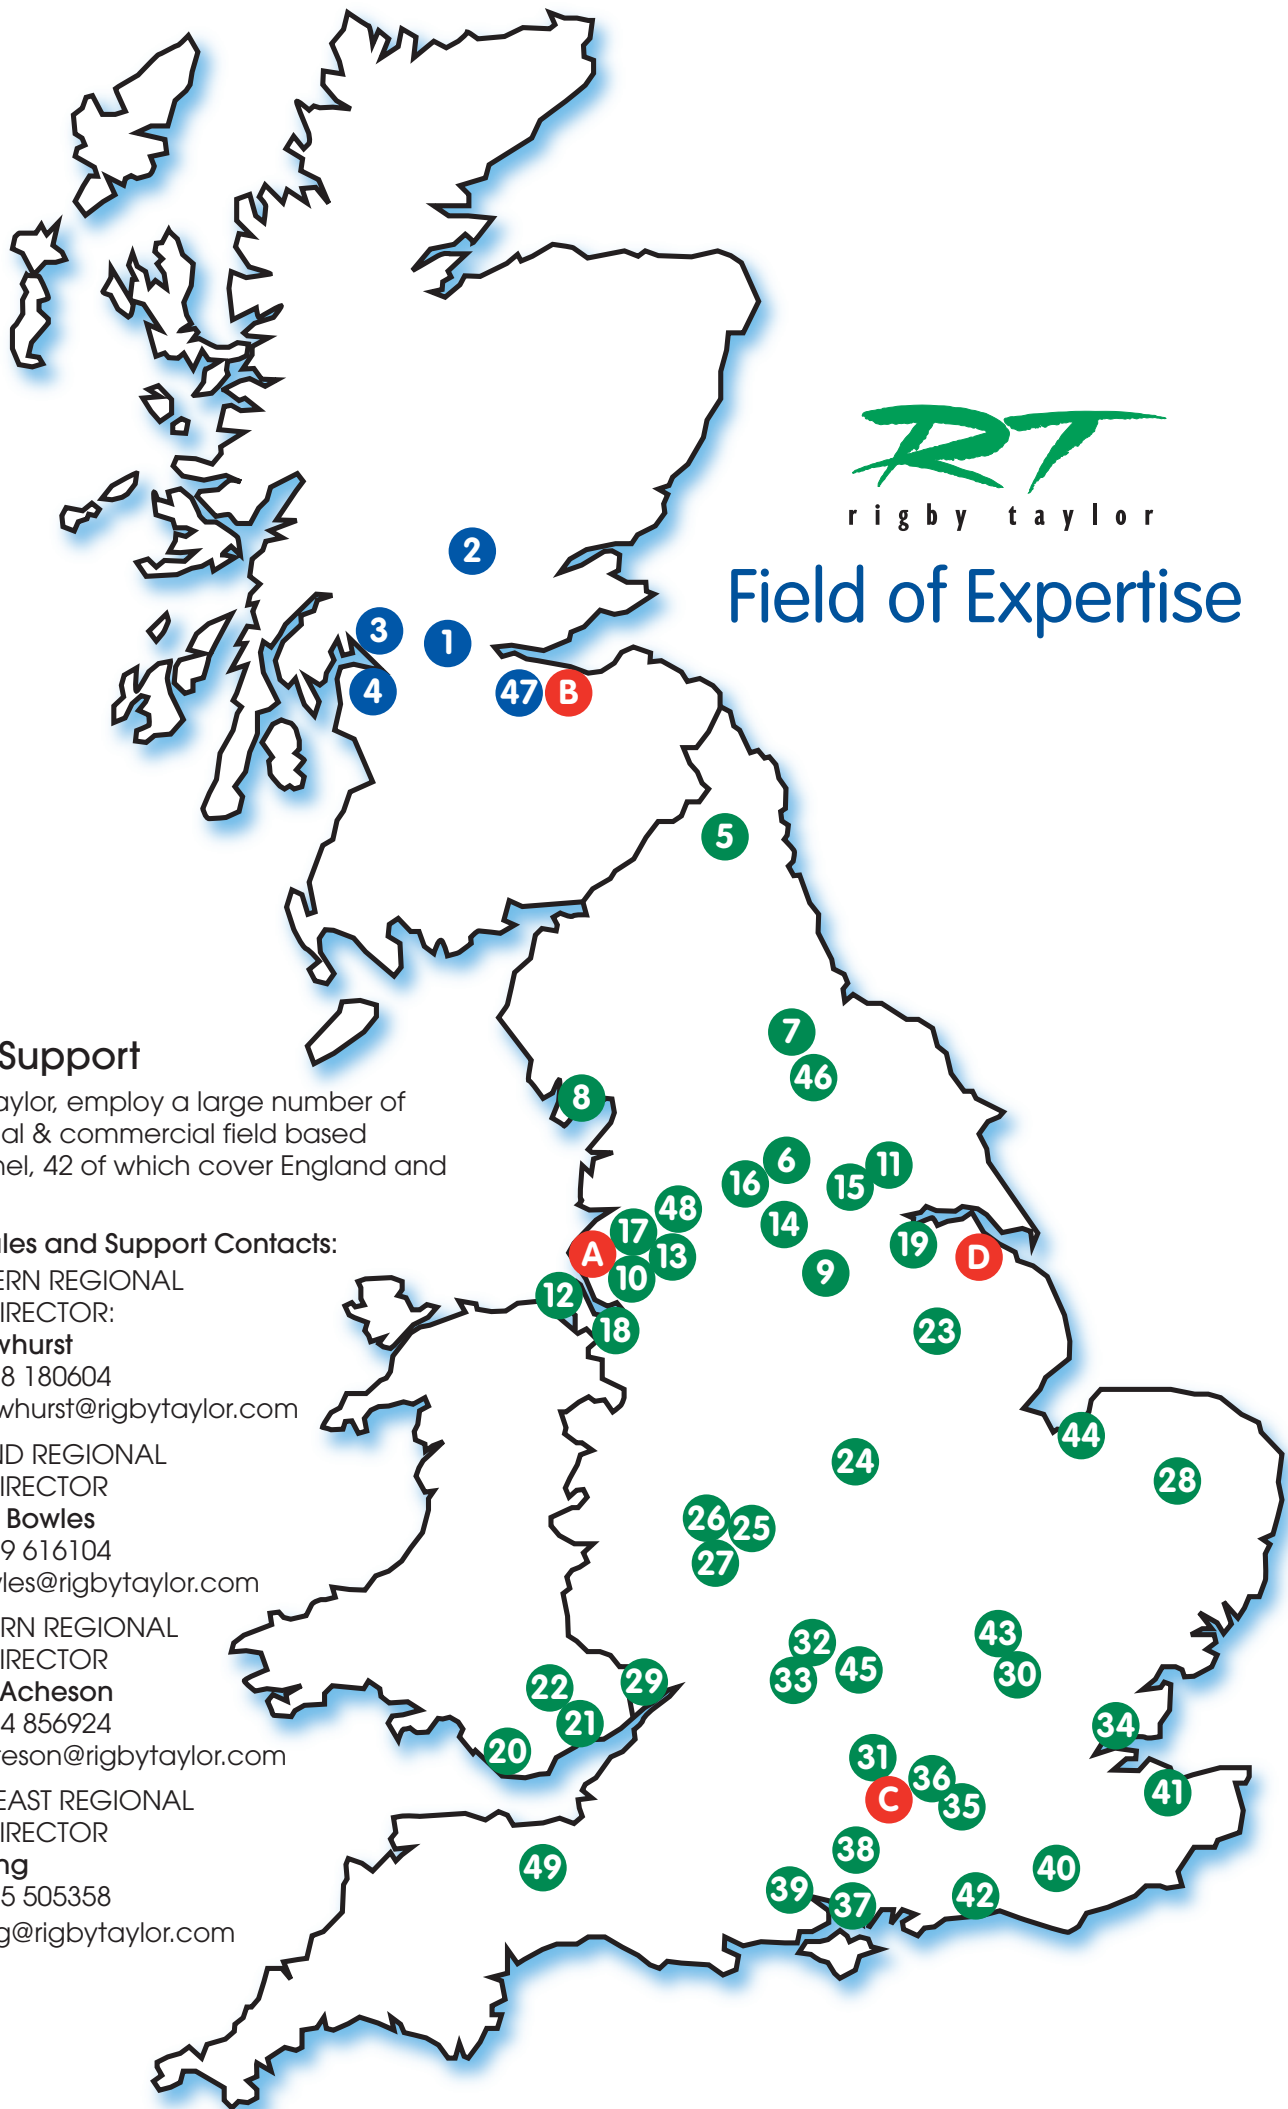 rigby taylor
Field of Expertise
2
3
1
4
47
B
5
7
46
8
6
11
16
15
48
14
17
19
A
13
D
10
9
12
18
23
44
24
28
26
25
27
43
32
45
30
33
29
22
21
34
20
31
36
41
C
35
38
49
40
39
42
37
Support
aylor, employ a large number of
al & commercial field based
nel, 42 of which cover England and
ales and Support Contacts:
ERN REGIONAL
IRECTOR:
whurst
8 180604
whurst@rigbytaylor.com
ND REGIONAL
IRECTOR
Bowles
9 616104
les@rigbytaylor.com
RN REGIONAL
IRECTOR
Acheson
4 856924
eson@rigbytaylor.com
EAST REGIONAL
IRECTOR
ng
5 505358
g@rigbytaylor.com